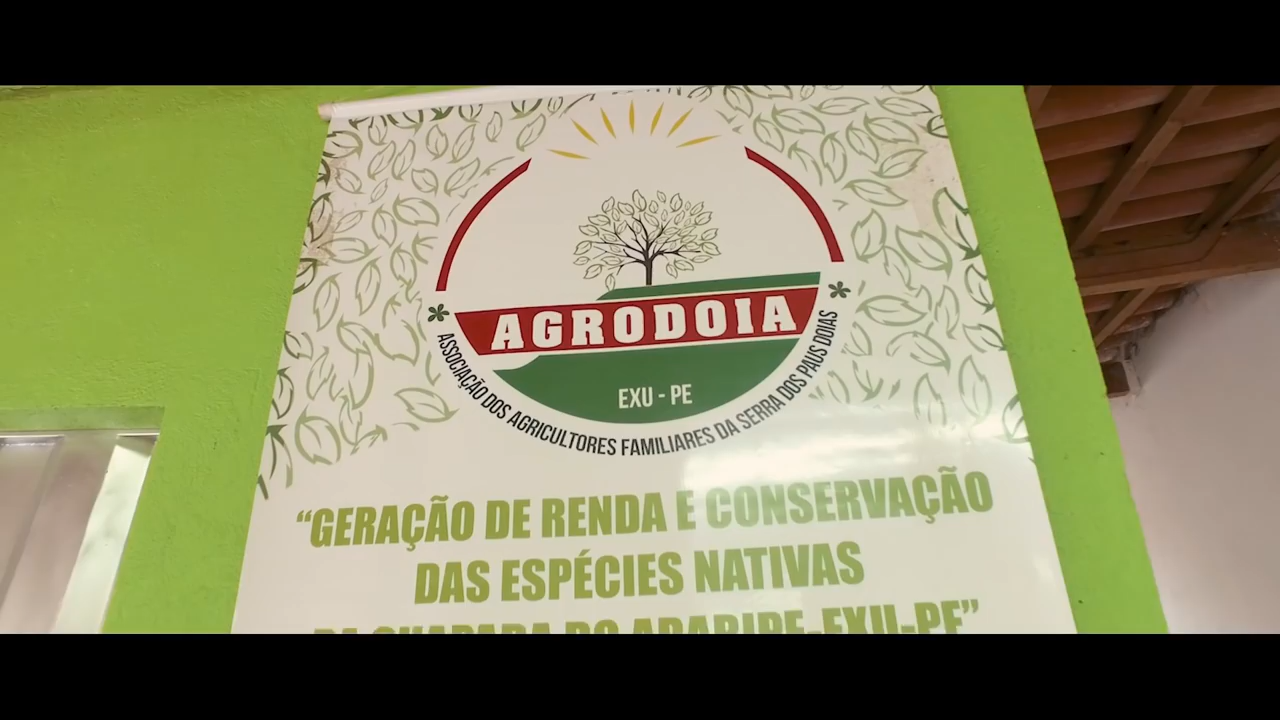 AGRODOIA
EXU - PE
ASSOCIAÇÃO DOS AGRICULTORES FAMILIARES DA SERRA DOS PAUS DOIAS
“GERAÇÃO DE RENDA E CONSERVAÇÃO
DAS ESPÉCIES NATIVAS
DA CHAPADA DO ARARIPE-EXU-PE”